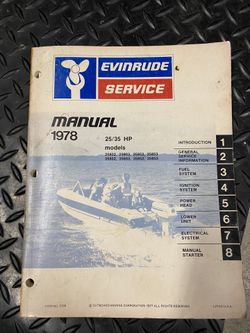 EVINRUDE
SERVICE
MANUAL
1978
25/35 HP
models
INTRODUCTION 1
GENERAL
SERVICE
INFORMATION 2
FUEL
SYSTEM 3
IGNITION
SYSTEM 4
POWER
HEAD 5
LOWER
UNIT 6
ELECTRICAL
SYSTEM 7
MANUAL
STARTER 8